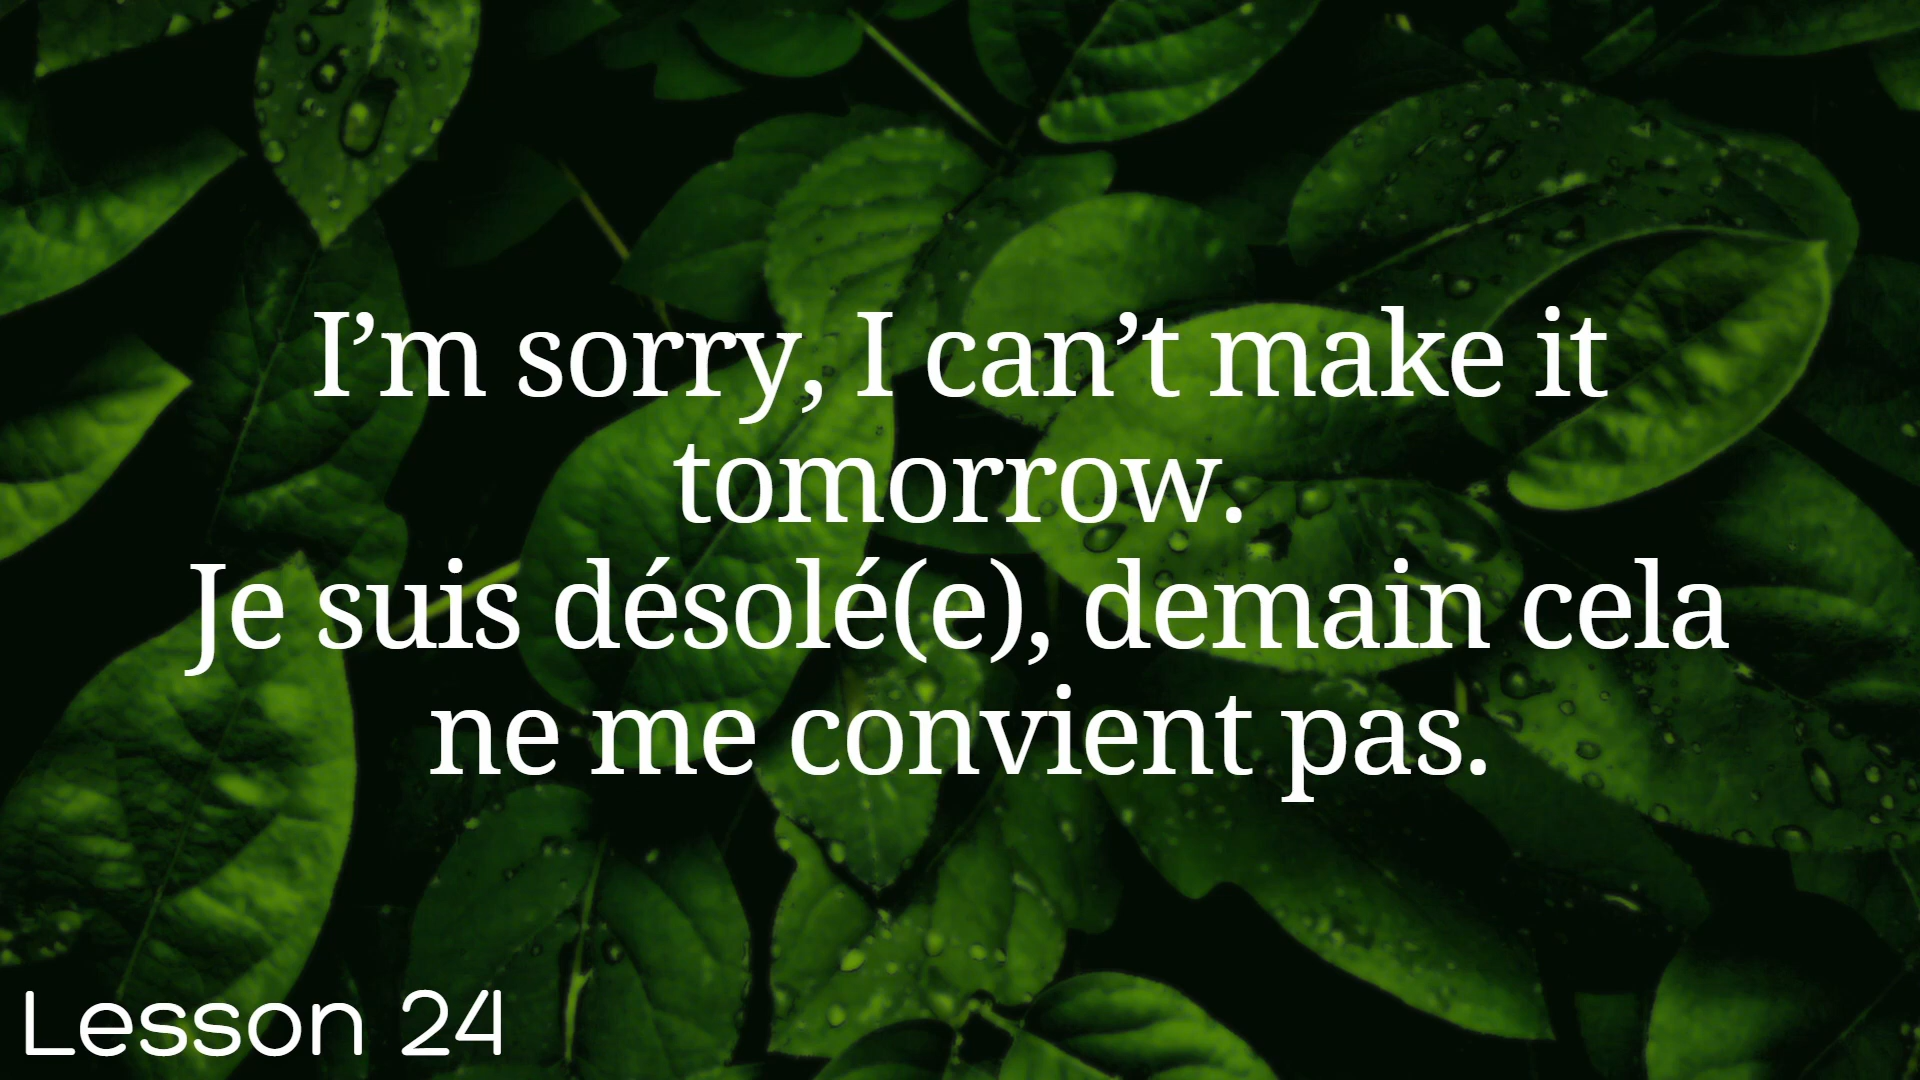 I’m sorry, I can’t make it
tomorrow.
Je suis désolé(e), demain cela
ne me convient pas.
Lesson 24